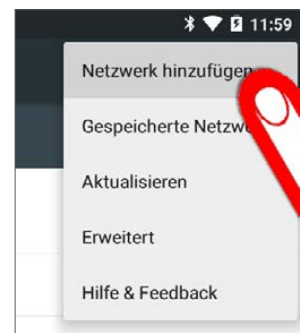 11:59
Netzwerk hinzufügen
Gespeicherte
Aktualisieren
Erweitert
Hilfe & Feedback